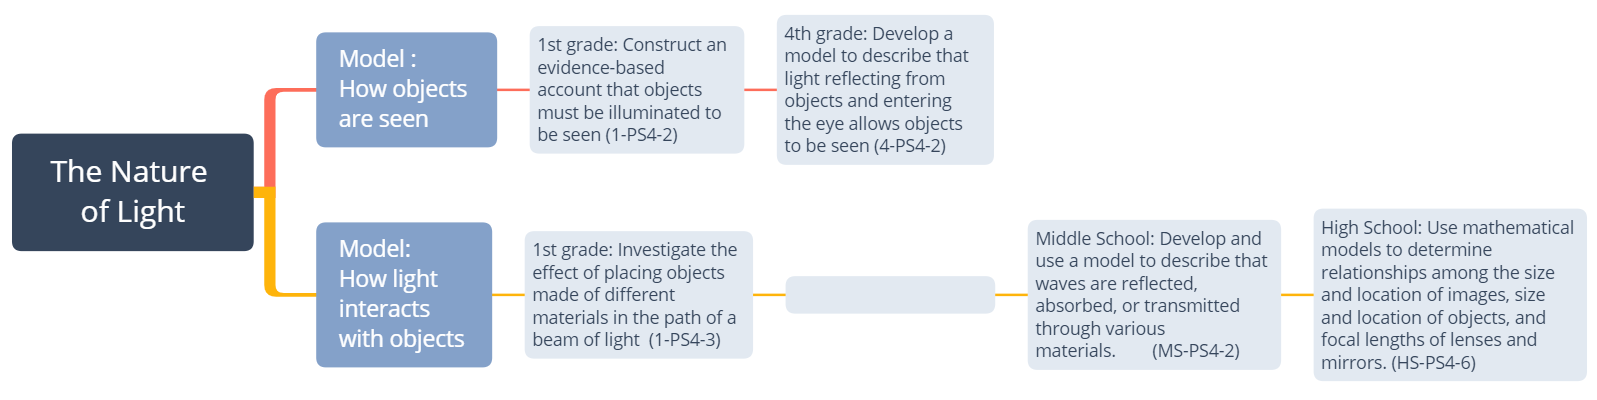 The Nature
of Light
Model :
How objects
are seen
1st grade: Construct an
evidence-based
account that objects
must be illuminated to
be seen (1-PS4-2)
4th grade: Develop a
model to describe that
light reflecting from
objects and entering
the eye allows objects
to be seen (4-PS4-2)
Model:
How light
interacts
with objects
1st grade: Investigate the
effect of placing objects
made of different
materials in the path of a
beam of light  (1-PS4-3)
Middle School: Develop and
use a model to describe that
waves are reflected,
absorbed, or transmitted
through various
materials.        (MS-PS4-2)
High School: Use mathematical
models to determine
relationships among the size
and location of images, size
and location of objects, and
focal lengths of lenses and
mirrors. (HS-PS4-6)